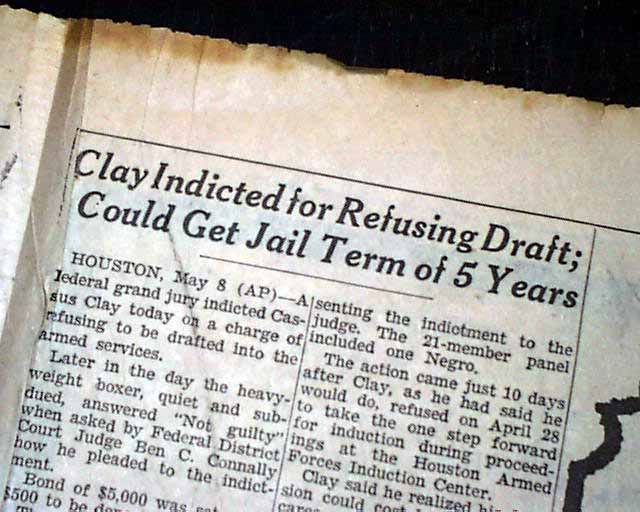 Clay Indicted for Refusing Draft;
Could Get Jail Term of 5 Years
HOUSTON, May 8 (AP)—A
federal grand jury indicted Cas-
sus Clay today on a charge of
refusing to be drafted into the
armed services.
Later in the day the heavy-
weight boxer, quiet and sub-
dued, answered "Not guilty"
when asked by Federal District
Court Judge Ben C. Connally
how he pleaded to the indict-
ment.
Bond of $5,000 was set
$500 to be
senting the indictment to the
judge. The 21-member panel
included one Negro.
The action came just 10 days
after Clay, as he had said he
would do, refused on April 28
to take the one step forward
for induction during proceed-
ings at the Houston Armed
Forces Induction Center.
Clay said he realized his
sion could cost